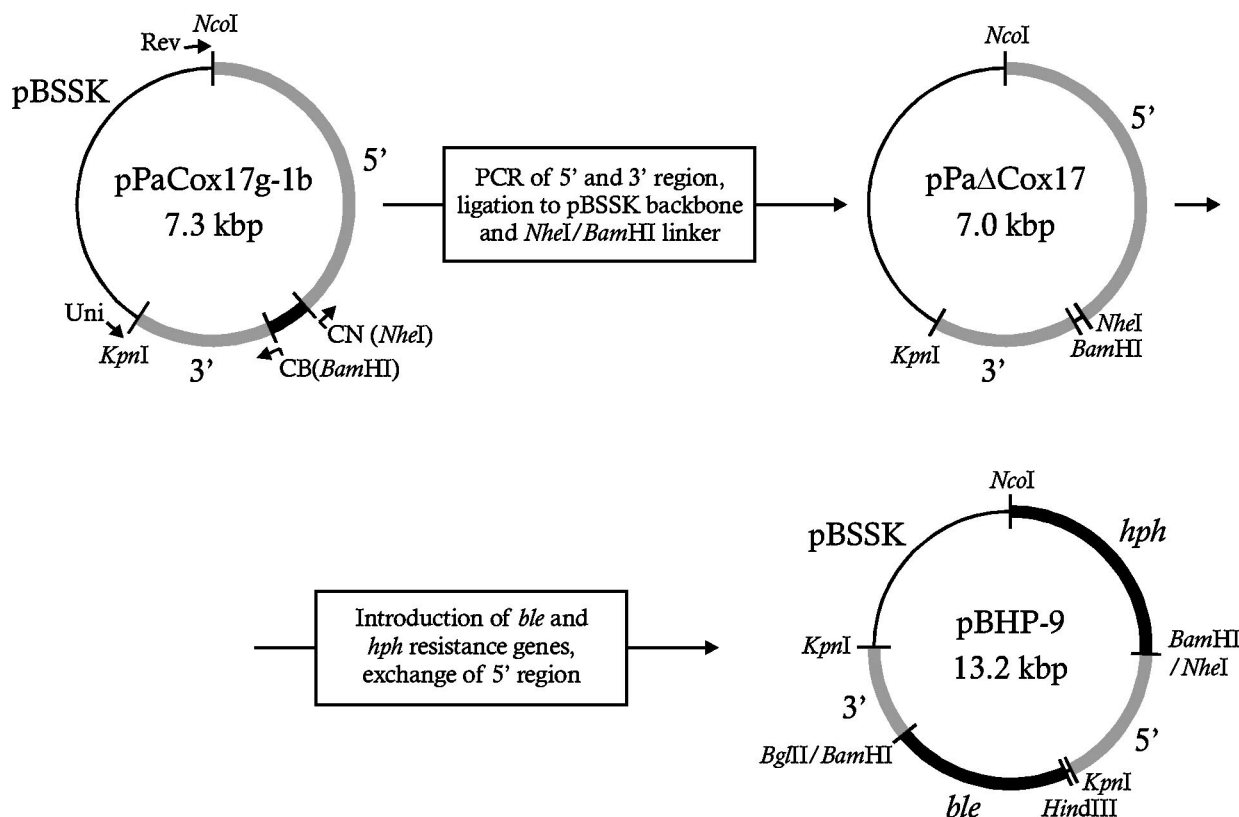 NcoI
Rev
pBSSK
pPaCox17g-1b
7.3 kbp
5’
Uni
KpnI
3’
CN (NheI)
CB(BamHI)
PCR of 5’ and 3’ region,
ligation to pBSSK backbone
and NheI/BamHI linker
NcoI
5’
pPaΔCox17
7.0 kbp
NheI
BamHI
KpnI
3’
Introduction of ble and
hph resistance genes,
exchange of 5’ region
NcoI
pBSSK
hph
pBHP-9
13.2 kbp
KpnI
BamHI
/NheI
3’
5’
BglII/BamHI
KpnI
HindIII
ble